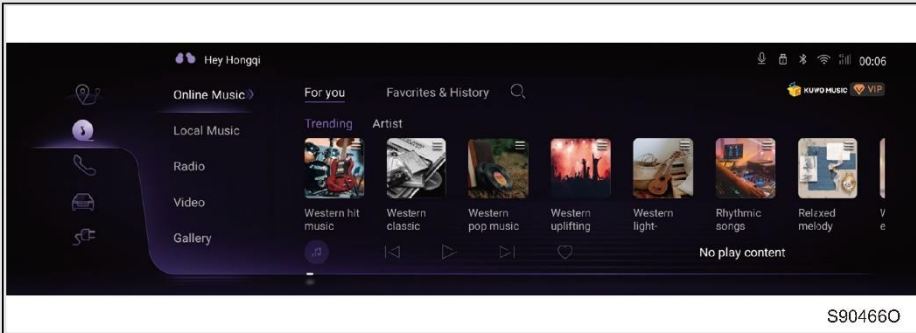 Hey Hongqi
00:06
Online Music
For you
Favorites & History
KUWO MUSIC
VIP
Local Music
Trending
Artist
Radio
Video
Gallery
Western hit
music
Western
classic
Western
pop music
Western
uplifting
Western
light-
Rhythmic
songs
Relaxed
melody
No play content
S90466O